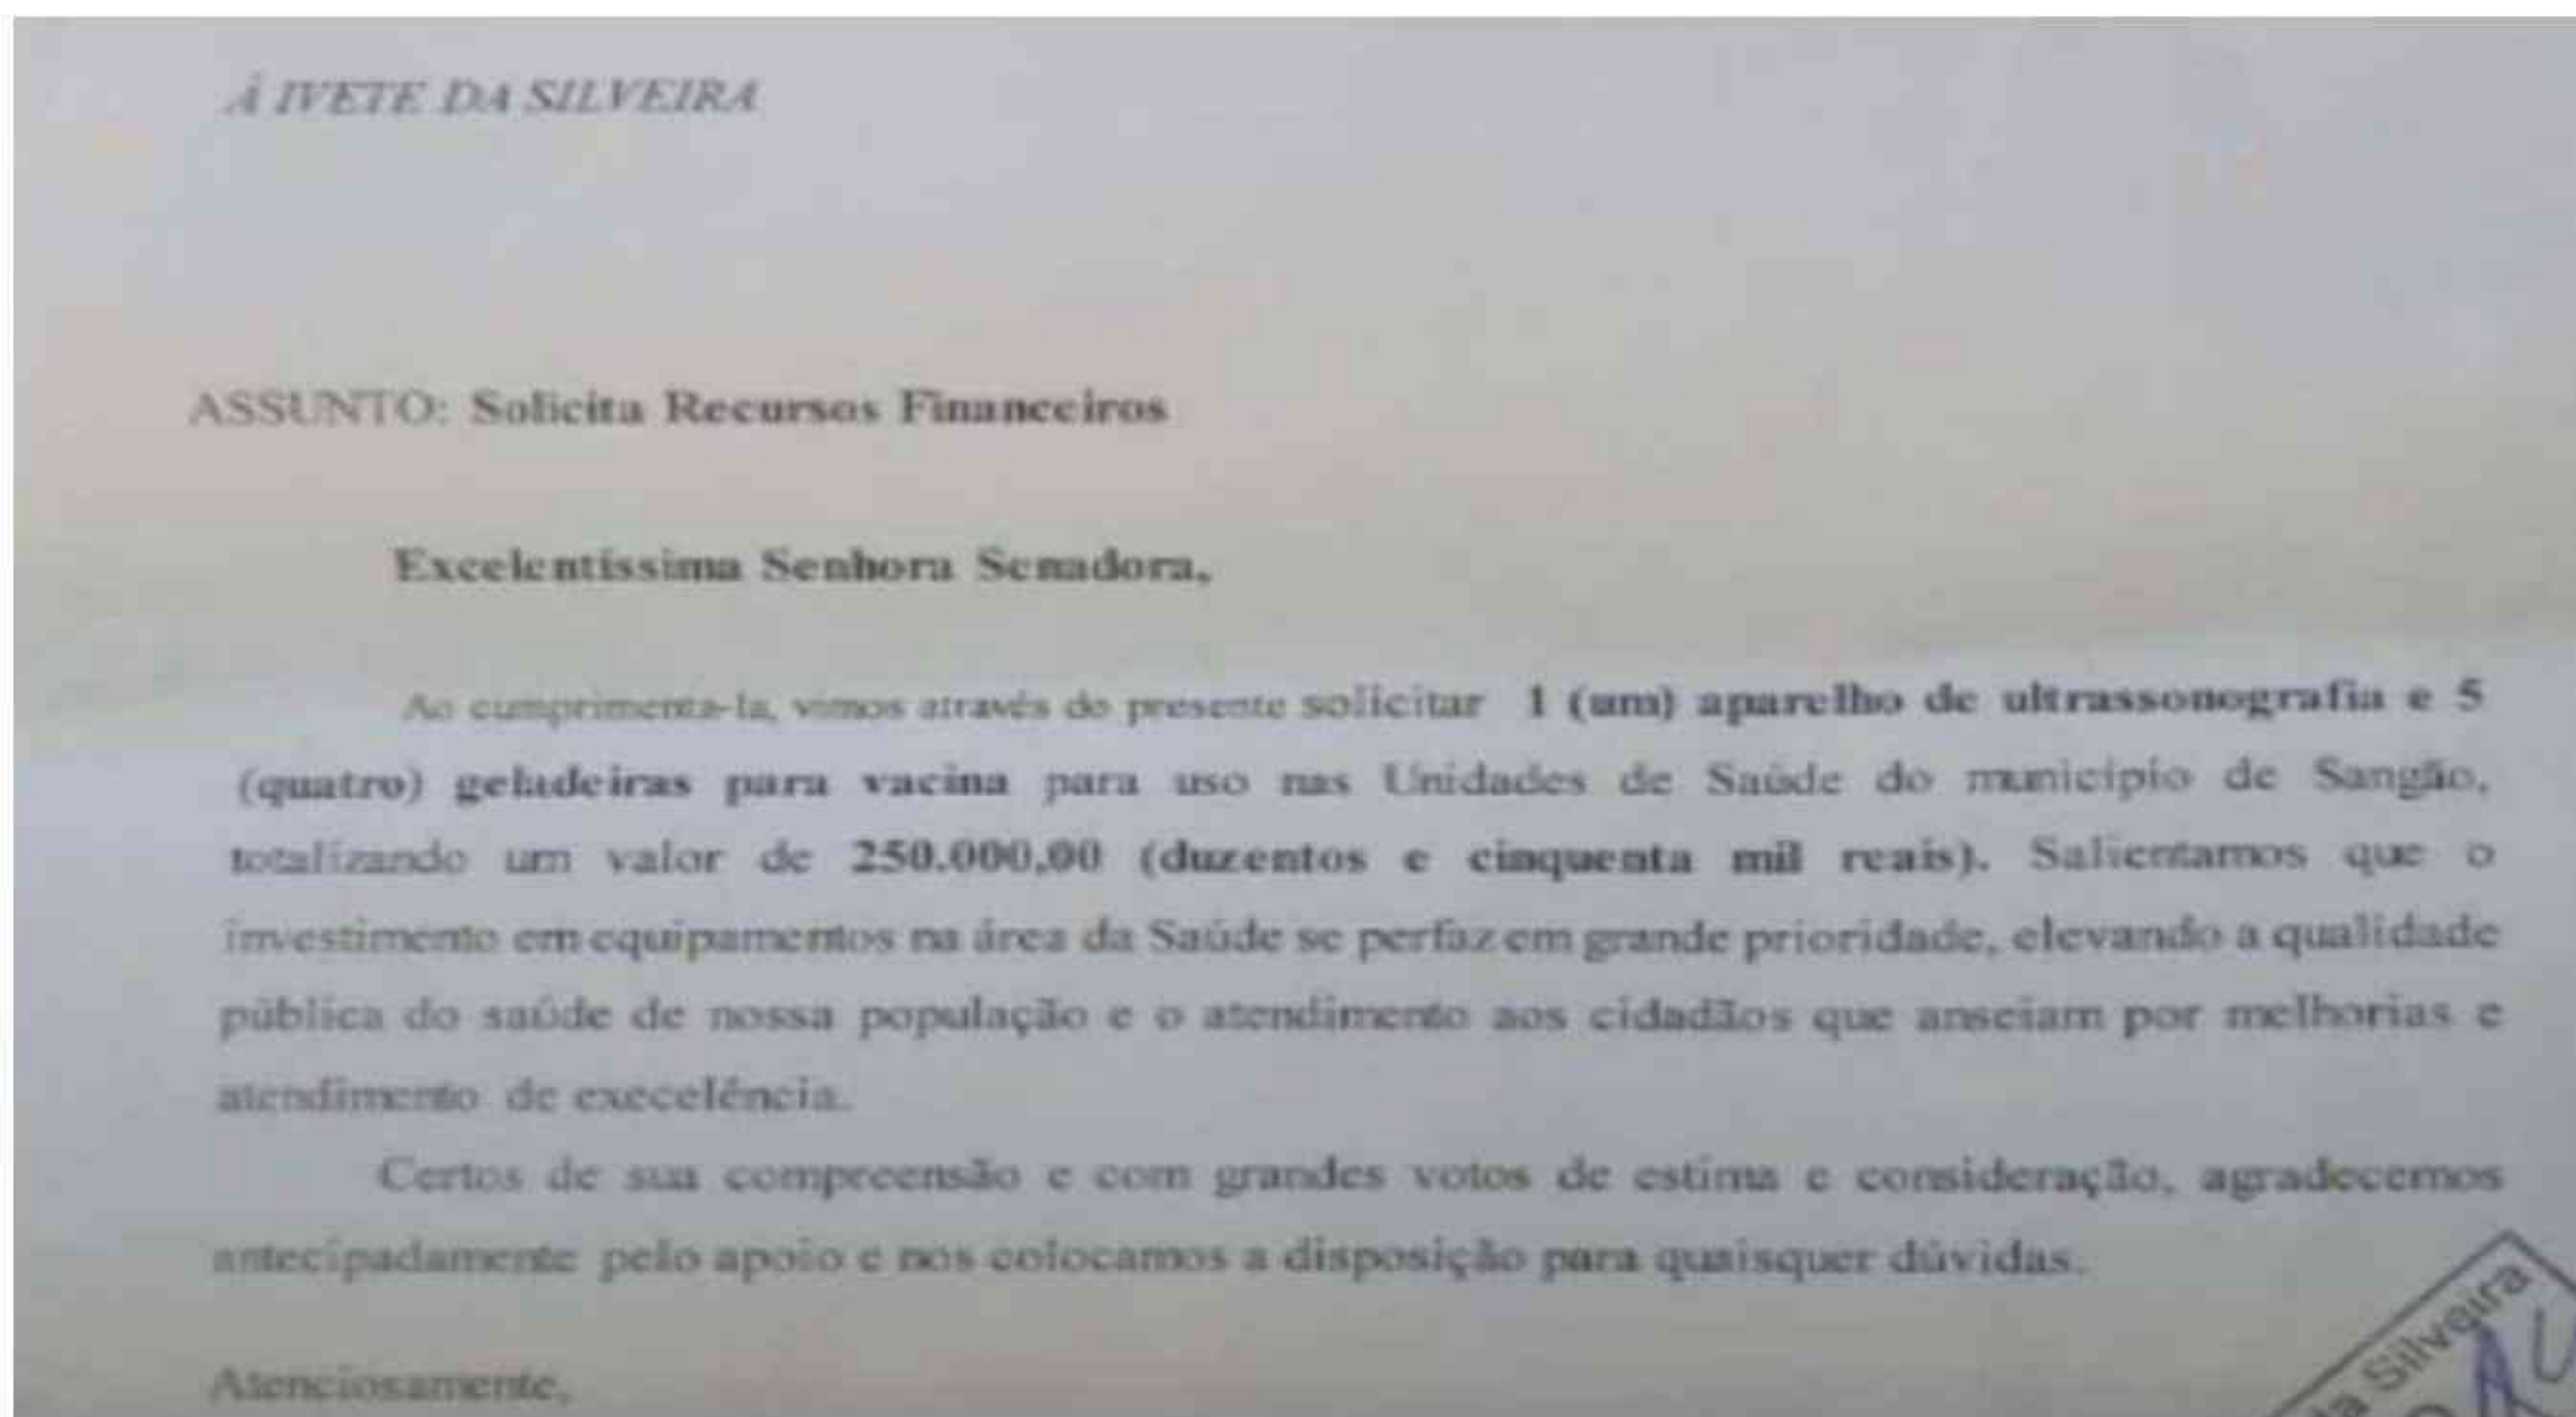 Á IVETE DA SILVEIRA
ASSUNTO: Solicita Recursos Financeiros
Excelentíssima Senhora Senadora,
Ao cumprimenta-la, vimos através do presente solicitar 1 (um) aparelho de ultrassonografia e 5
(quatro) geladeiras para vacina para uso nas Unidades de Saúde do município de Sangão,
totalizando um valor de 250.000,00 (duzentos e cinquenta mil reais). Salientamos que o
investimento em equipamentos na área da Saúde se perfaz em grande prioridade, elevando a qualidade
pública do saúde de nossa população e o atendimento aos cidadãos que anseiam por melhorias e
atendimento de execelência.
Certos de sua compreensão e com grandes votos de estima e consideração, agradecemos
antecipadamente pelo apoio e nos colocamos a disposição para quaisquer dúvidas.
Atenciosamente,
da Silveira